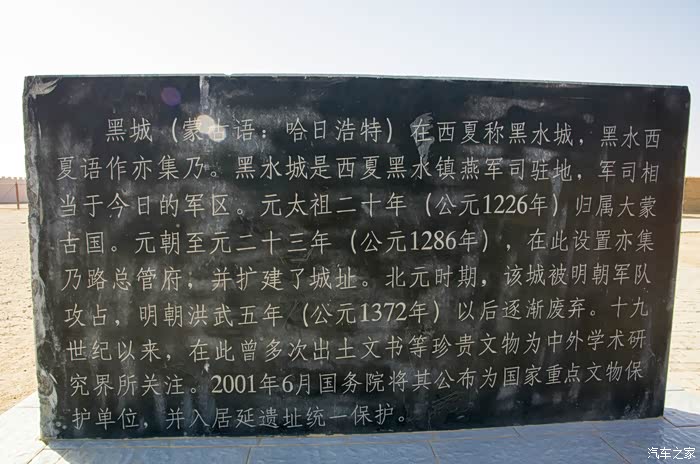 黑城（蒙古语：哈日浩特）在西夏称黑水城，黑水西
夏语作亦集乃。黑水城是西夏黑水镇燕军司驻地，军司相
当于今日的军区。元太祖二十年（公元1226年）归属大蒙
古国。元朝至元二十三年（公元1286年），在此设置亦集
乃路总管府，并扩建了城址。北元时期，该城被明朝军队
攻占，明朝洪武五年（公元1372年）以后逐渐废弃。十九
世纪以来，在此曾多次出土文书等珍贵文物为中外学术研
究界所关注。2001年6月国务院将其公布为国家重点文物保
护单位，并入居延遗址统一保护。
汽车之家